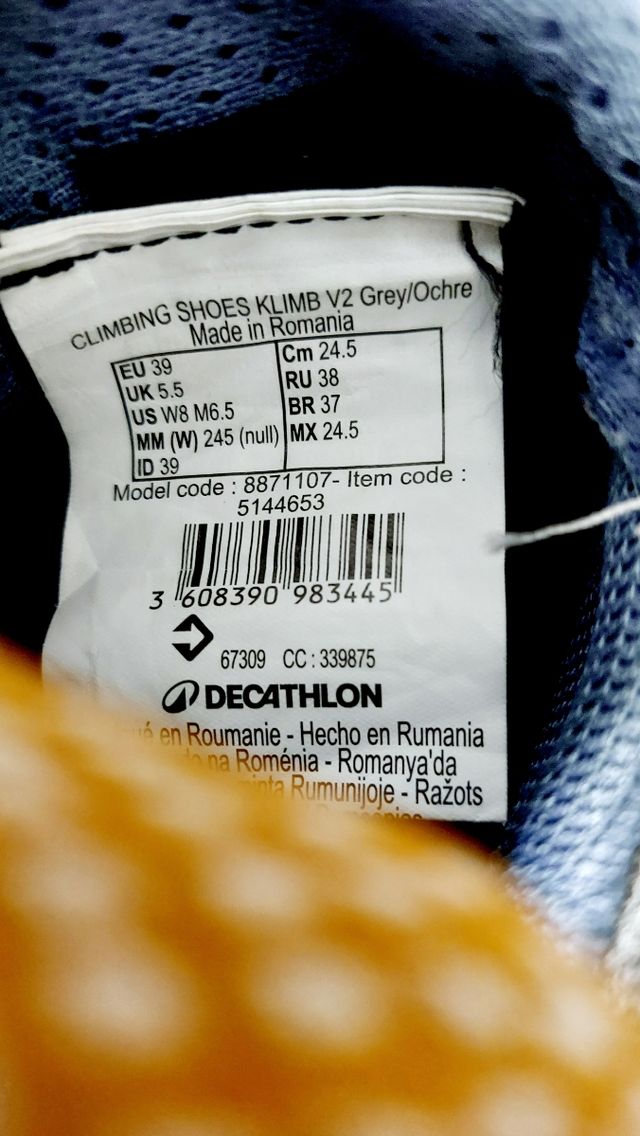 CLIMBING SHOES KLIMB V2 Grey/Ochre
Made in Romania
EU 39
UK 5.5
US W8 M6.5
MM (W) 245 (null)
ID 39
Cm 24.5
RU 38
BR 37
MX 24.5
Model code : 8871107- Item code :
5144653
3 608390 983445
67309 CC : 339875
DECATHLON
en Roumanie - Hecho en Rumania
na Roménia - Romanya'da
Rumunijoje - Ražots